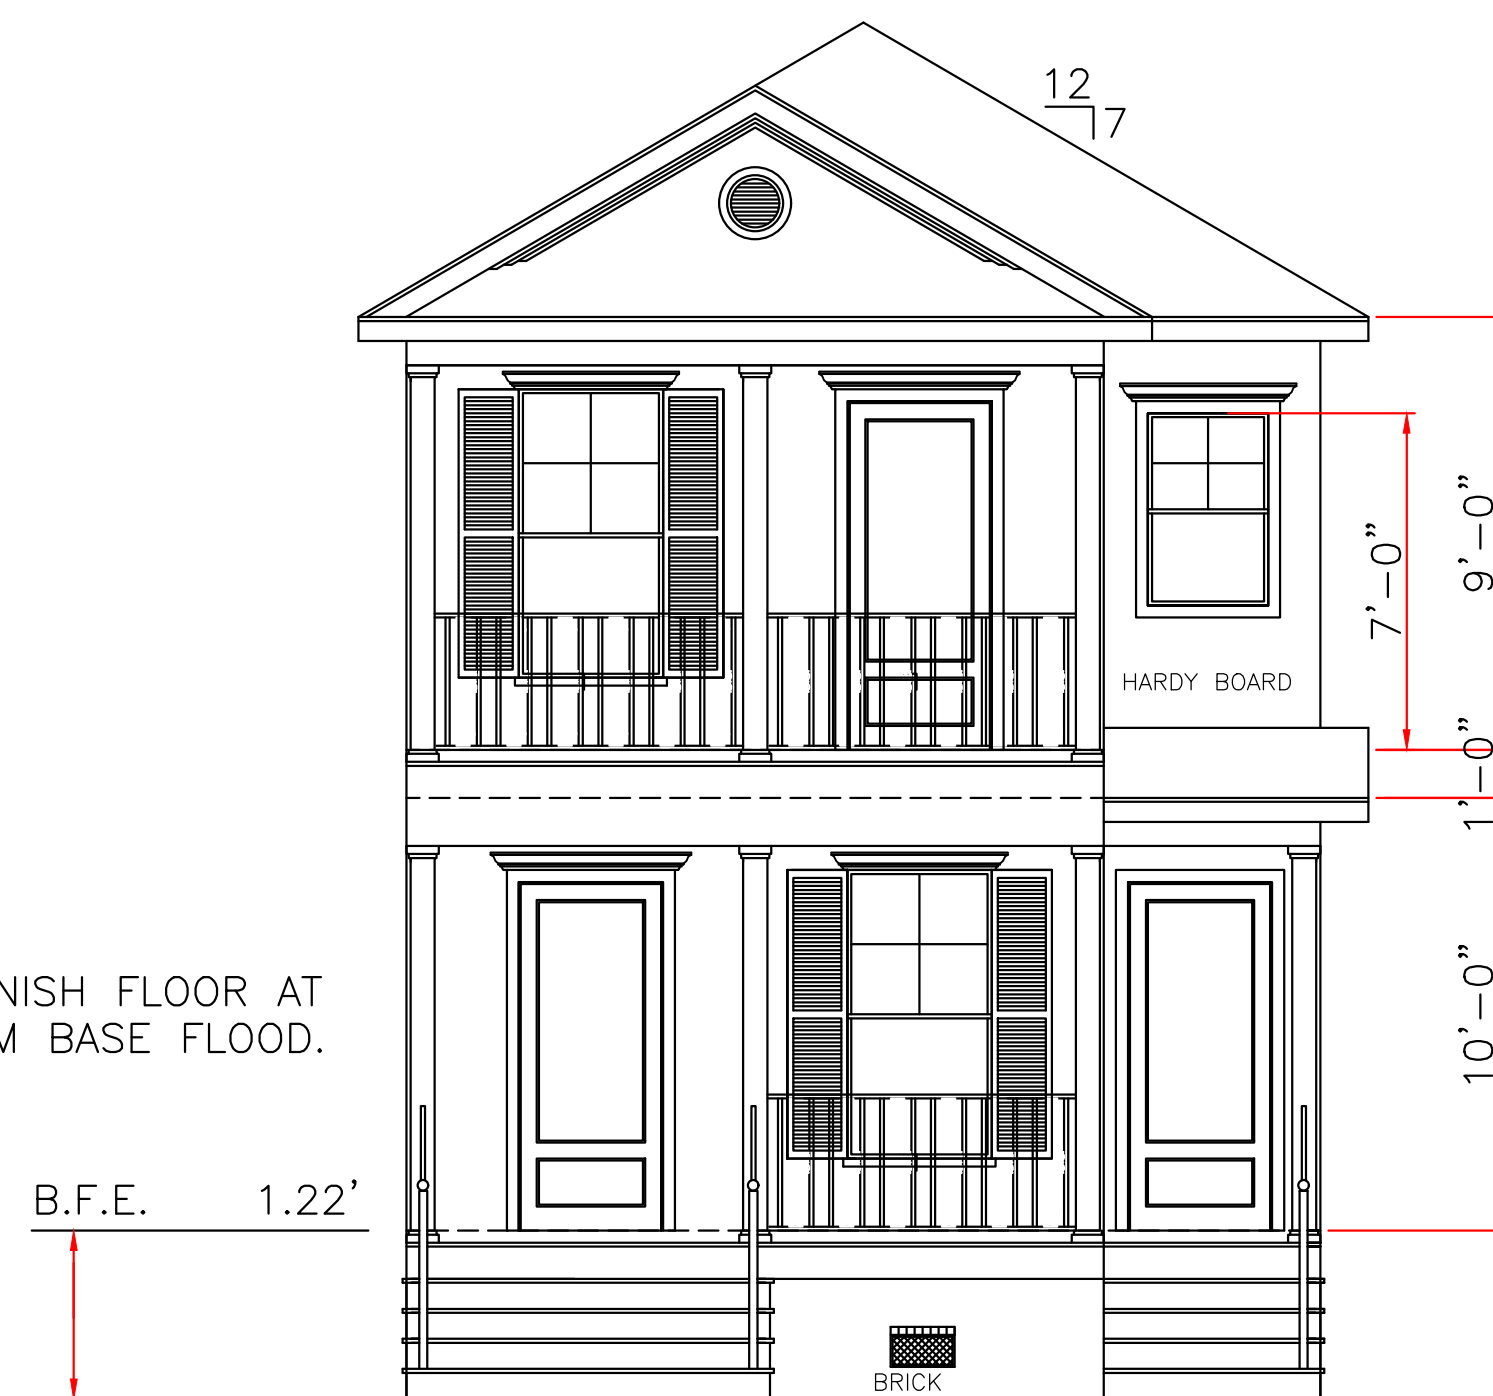 12
7
9'-0"
7'-0"
HARDY BOARD
1'-0"
10'-0"
NISH FLOOR AT
BASE FLOOD.
B.F.E. 1.22'
BRICK